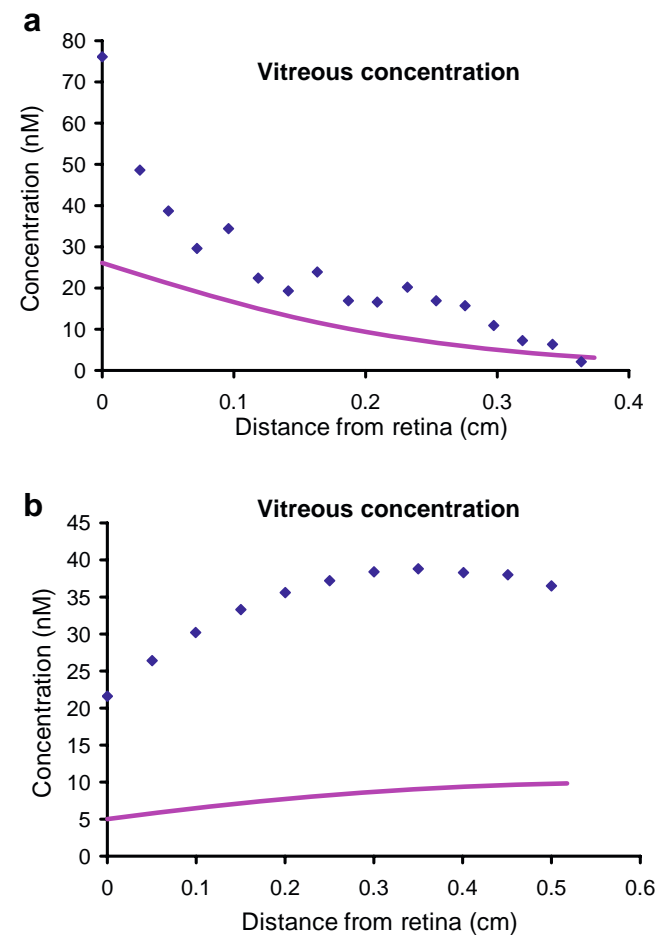 a
Vitreous concentration
Concentration (nM)
80
70
60
50
40
30
20
10
0
0 0.1 0.2 0.3 0.4
Distance from retina (cm)
b
Vitreous concentration
Concentration (nM)
45
40
35
30
25
20
15
10
5
0
0 0.1 0.2 0.3 0.4 0.5 0.6
Distance from retina (cm)